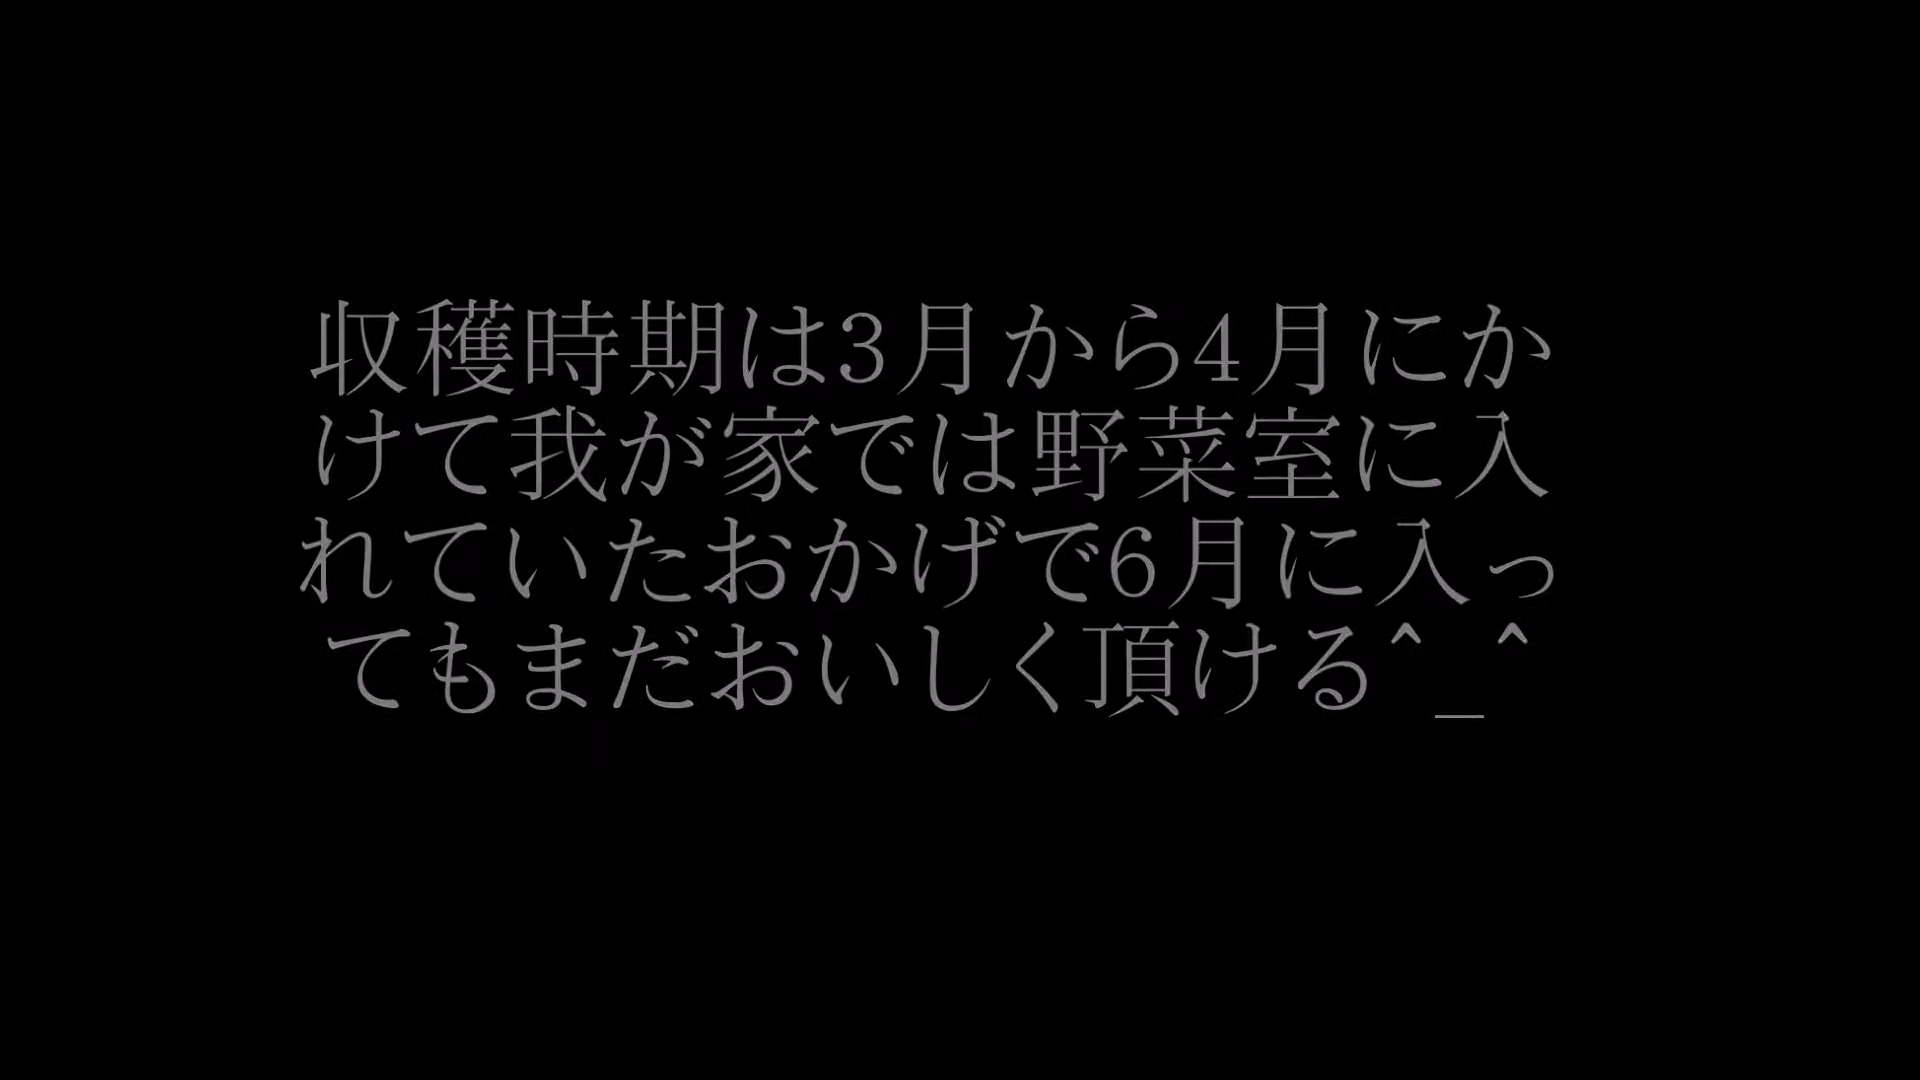 収穫時期は3月から4月にか
けて我が家では野菜室に入
れていたおかげで6月に入っ
てもまだおいしく頂ける^_^